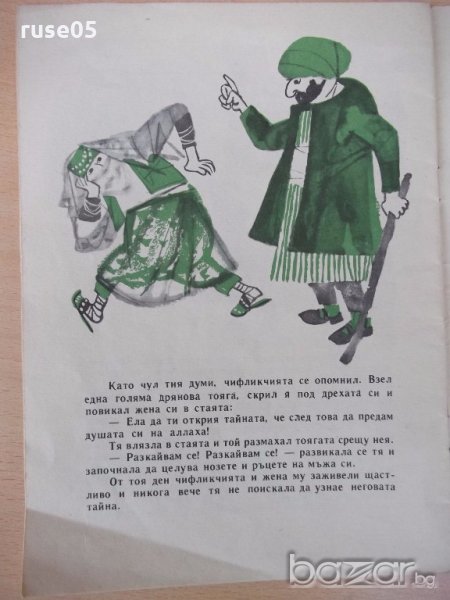 ruse05
Като чул тия думи, чифликчията се опомнил. Взел
една голяма дрянова тояга, скрил я под дрехата си и
повикал жена си в стаята:
— Ела да ти открия тайната, че след това да предам
душата си на аллаха!
Тя влязла в стаята и той размахал тоягата срещу нея.
— Разкайвам се! Разкайвам се! — развикала се тя и
започнала да целува нозете и ръцете на мъжа си.
От тоя ден чифликчията и жена му заживели щаст-
ливо и никога вече тя не поискала да узнае неговата
тайна.
bazar.bg